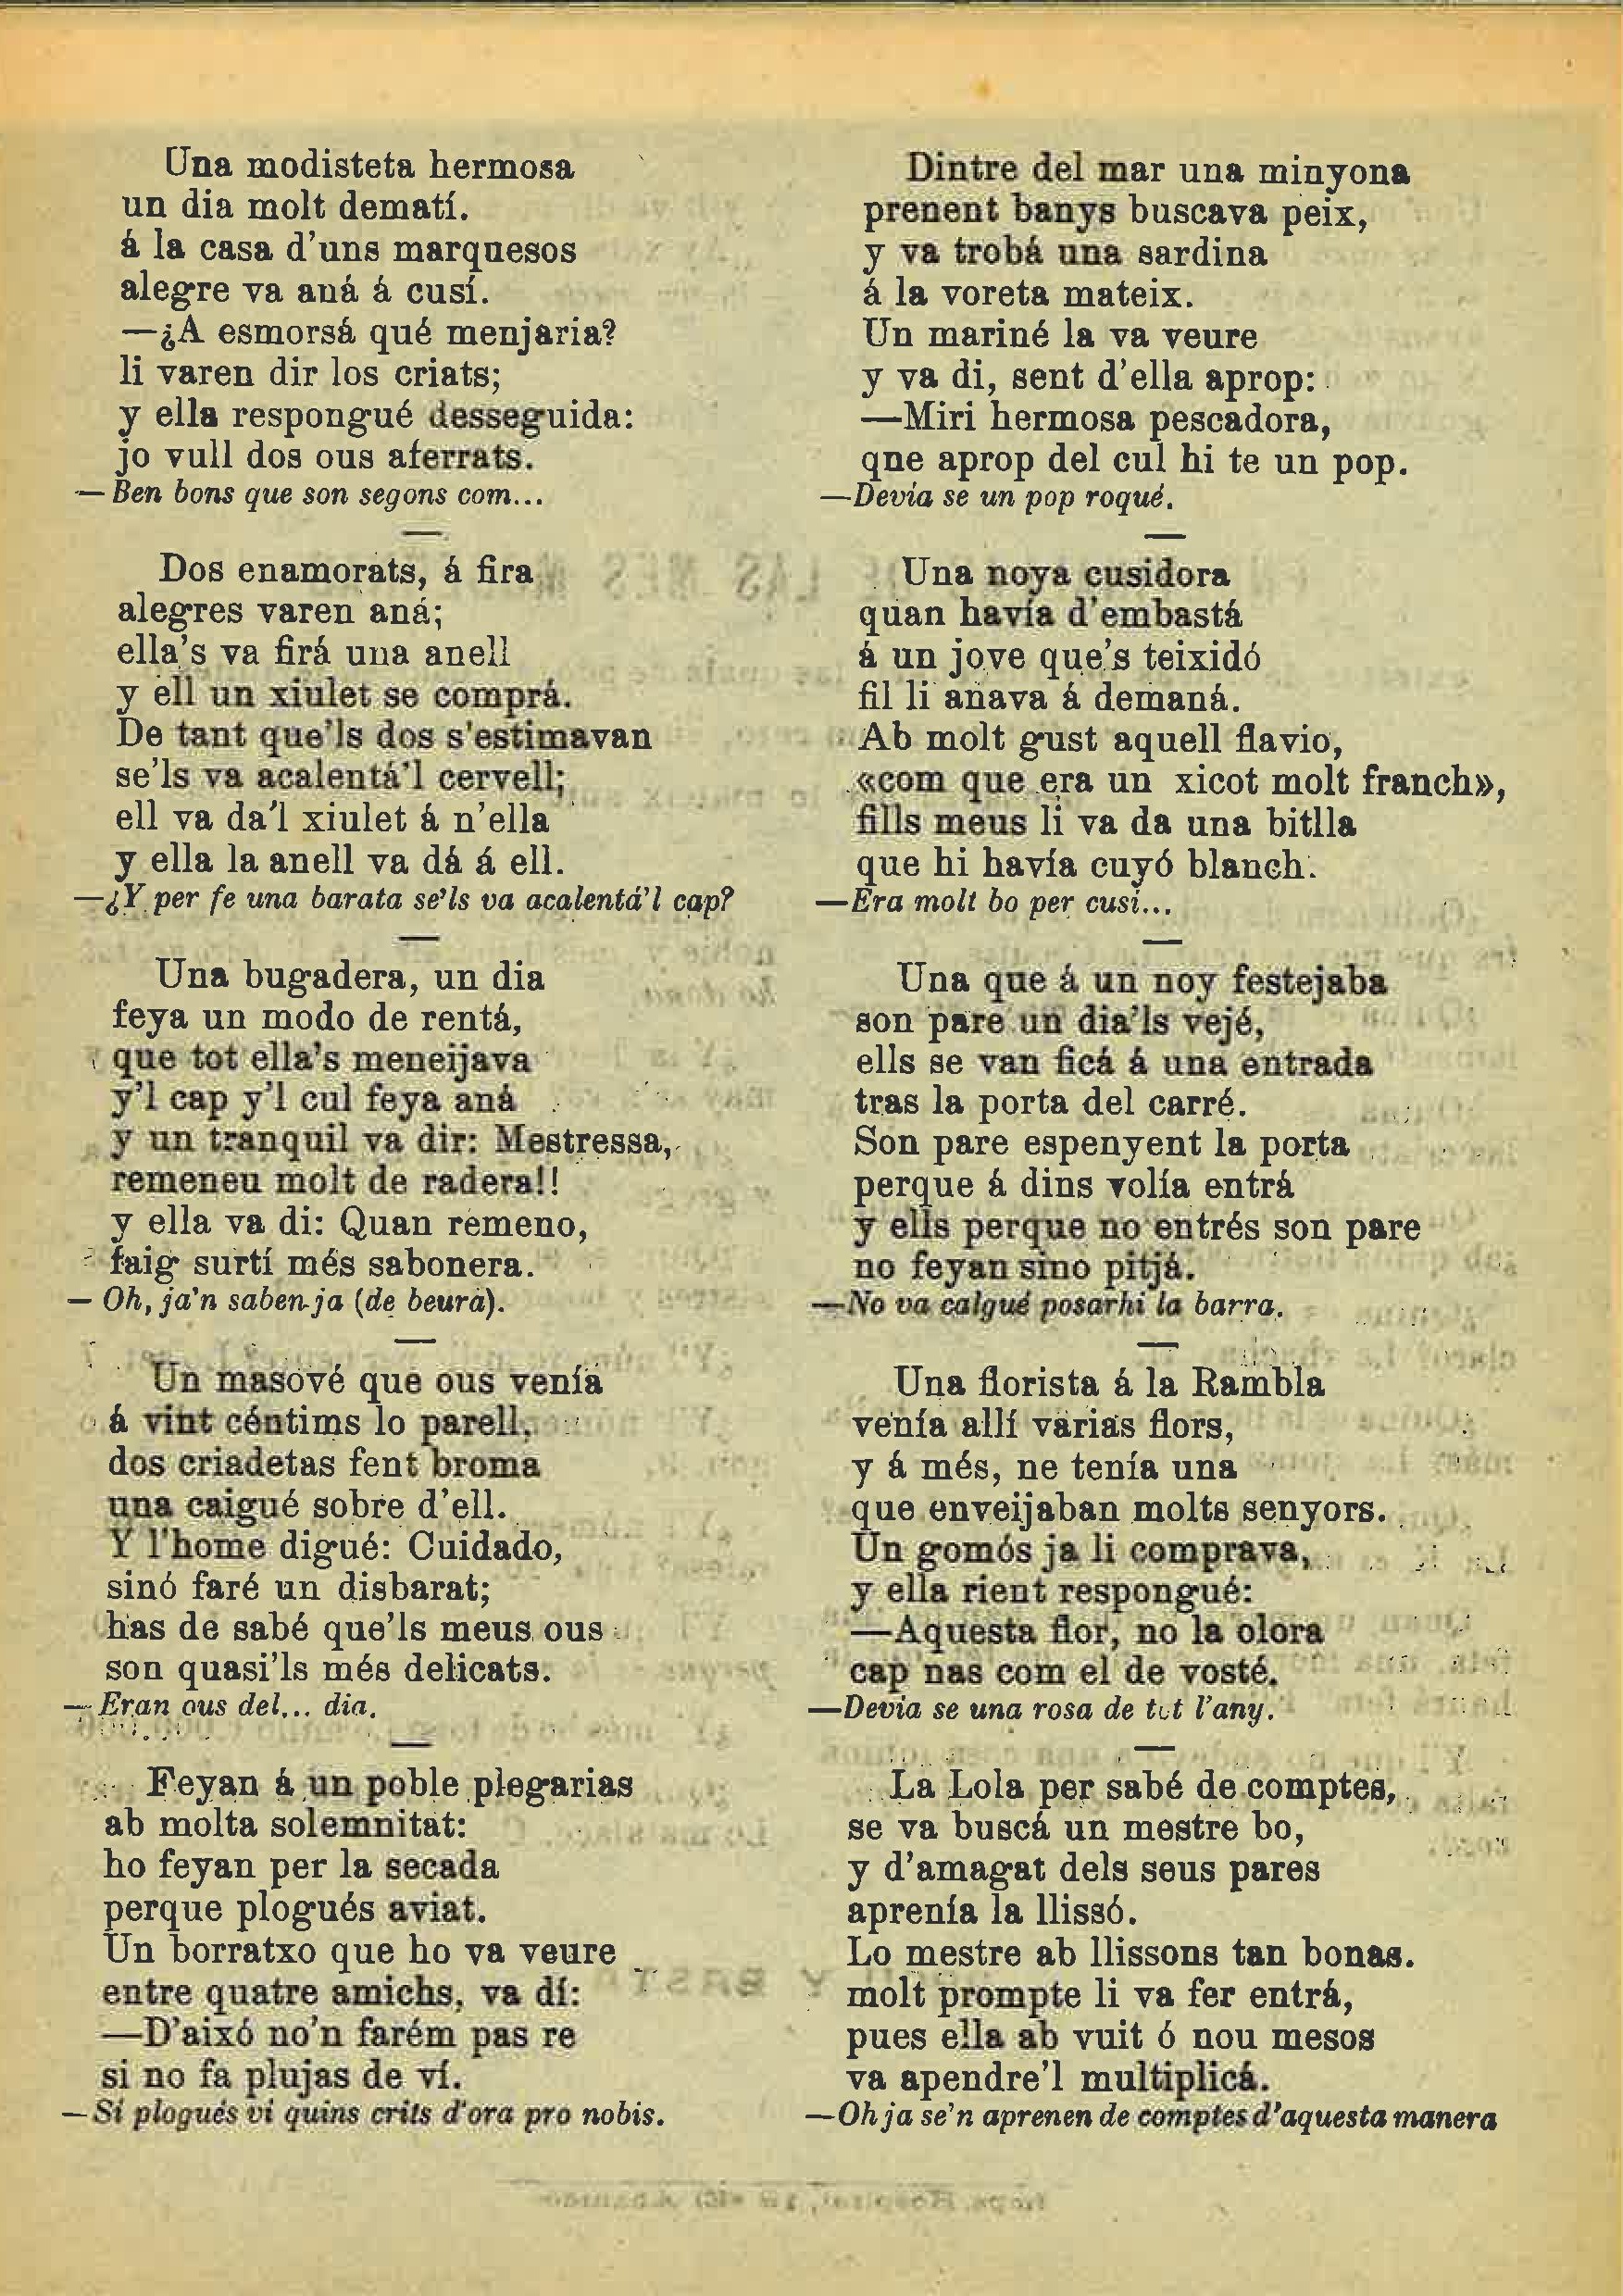 Una modisteta hermosa
un dia molt dematí.
á la casa d'uns marquesos
alegre va aná á cusí.
—¿A esmorsá qué menjaria?
li varen dir los criats;
y ella respongué desseguida:
jo vull dos ous aferrats.
—Ben bons que son segons com...
Dos enamorats, á fira
alegres varen aná;
ella's va firá una anell
y ell un xiulet se comprá.
De tant que'ls dos s'estimavan
se'ls va acalentá'l cervell;
ell va da'l xiulet á n'ella
y ella la anell va dá á ell.
—¿Y per fe una barata se'ls va acalentá'l cap?
Una bugadera, un dia
feya un modo de rentá,
que tot ella's meneijava
y'l cap y'l cul feya aná
y un tranquil va dir: Mestressa,
remeneu molt de radera!!
y ella va di: Quan remeno,
faig surtí més sabonera.
— Oh, ja'n saben-ja (de beura).
Un masové que ous venía
á vint céntims lo parell,
dos criadetas fent broma
una caigué sobre d'ell.
Y l'home digué: Cuidado,
sinó faré un disbarat;
has de sabé que'ls meus ous
son quasi'ls més delicats.
—Eran ous del... dia.
Feyan á un poble plegarias
ab molta solemnitat:
ho feyan per la secada
perque plogués aviat.
Un borratxo que ho va veure
entre quatre amichs, va dí:
—D'aixó no'n farém pas re
si no fa plujas de ví.
—Si plogués vi quins crits d'ora pro nobis.
Dintre del mar una minyona
prenent banys buscava peix,
y va trobá una sardina
á la voreta mateix.
Un mariné la va veure
y va di, sent d'ella aprop:
—Miri hermosa pescadora,
qne aprop del cul hi te un pop.
—Devía se un pop roqué.
Una noya cusidora
quan havía d'embastá
á un jove que's teixidó
fil li anava á demaná.
Ab molt gust aquell flavio,
«com que era un xicot molt franch»,
fills meus li va da una bitlla
que hi havía cuyó blanch.
—Era molt bo per cusi...
Una que á un noy festejaba
son pare un dia'ls vejé,
ells se van ficá á una entrada
tras la porta del carré.
Son pare espenyent la porta
perque á dins volía entrá
y ells perque no entrés son pare
no feyan sino pitjá.
—No va calgué posarhi la barra.
Una florista á la Rambla
venía allí varias flors,
y á més, ne tenía una
que enveijaban molts senyors.
Un gomós ja li comprava,
y ella rient respongué:
—Aquesta flor, no la olora
cap nas com el de vosté.
—Devia se una rosa de tot l'any.
La Lola per sabé de comptes,
se va buscá un mestre bo,
y d'amagat dels seus pares
aprenía la llissó.
Lo mestre ab llissons tan bonas.
molt prompte li va fer entrá,
pues ella ab vuit ó nou mesos
va apendre'l multiplicá.
—Oh ja se'n aprenen de comptes d'aquesta manera